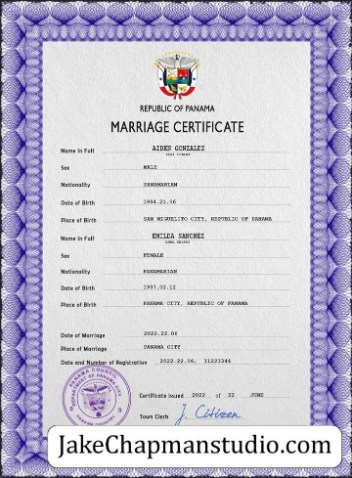 REPUBLIC OF PANAMA
MARRIAGE CERTIFICATE
Name in Full AIDEN GONZALEZ
Sex MALE
Nationality PANAMANIAN
Date of Birth 1994.21.06
Place of Birth SAN MIGUELITO CITY, REPUBLIC OF PANAMA
Name in Full EMILDA SANCHEZ
Sex FEMALE
Nationality PANAMANIAN
Date of Birth 1997.02.12
Place of Birth PANAMA CITY, REPUBLIC OF PANAMA
Date of Marriage 2022.22.06
Place of Marriage PANAMA CITY
Date and Number of Registration 2022.22.06, 31223344
Certificate issued 2022 of 22 JUNE
Town Clerk J. Citizen
JakeChapmanstudio.com